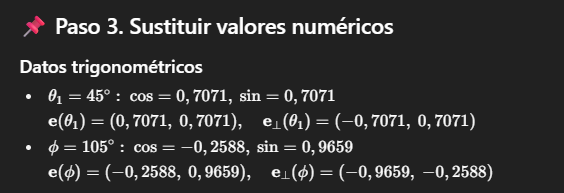 📌 Paso 3. Sustituir valores numéricos
Datos trigonométricos
• θ₁ = 45° : cos = 0,7071, sin = 0,7071
e(θ₁) = (0,7071, 0,7071), e⊥(θ₁) = (−0,7071, 0,7071)
• ϕ = 105° : cos = −0,2588, sin = 0,9659
e(ϕ) = (−0,2588, 0,9659), e⊥(ϕ) = (−0,9659, −0,2588)